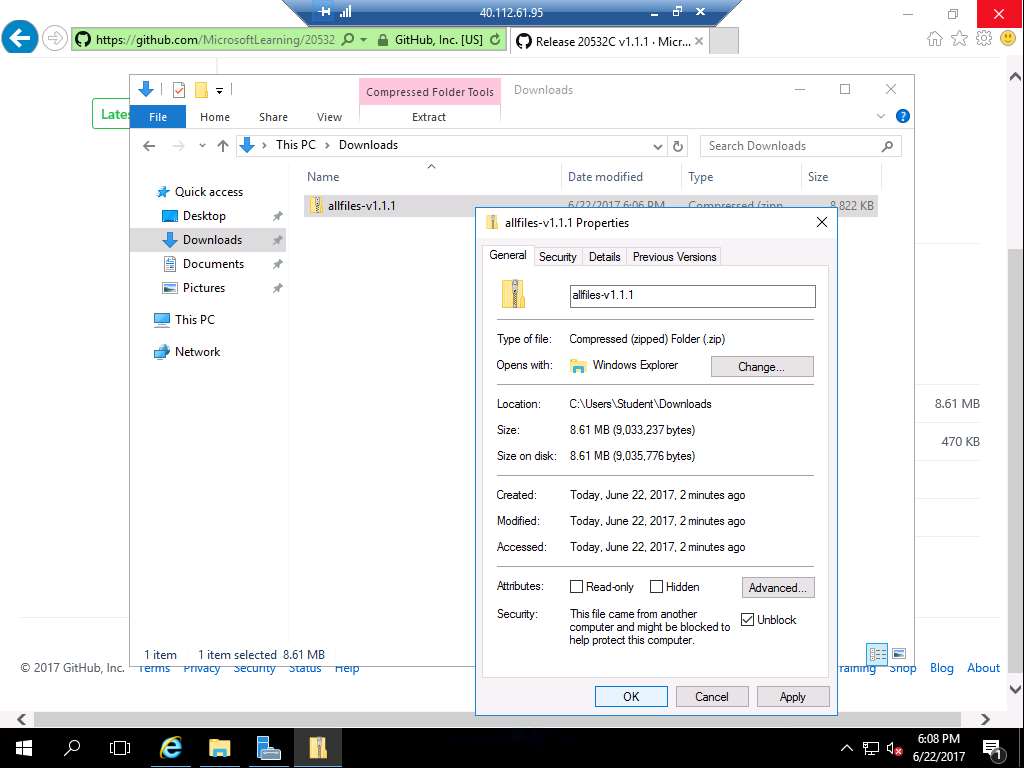 40.112.61.95
https://github.com/MicrosoftLearning/20532
GitHub, Inc. [US]
Release 20532C v1.1.1 · Micr...
Compressed Folder Tools
Downloads
File
Home
Share
View
Extract
This PC
Downloads
Search Downloads
Name
Date modified
Type
Size
allfiles-v1.1.1
6/22/2017 6:06 PM
Compressed (zipp
8,822 KB
Quick access
Desktop
Downloads
Documents
Pictures
This PC
Network
allfiles-v1.1.1 Properties
General
Security
Details
Previous Versions
allfiles-v1.1.1
Type of file:
Compressed (zipped) Folder (.zip)
Opens with:
Windows Explorer
Change...
Location:
C:\Users\Student\Downloads
Size:
8.61 MB (9,033,237 bytes)
Size on disk:
8.61 MB (9,035,776 bytes)
Created:
Today, June 22, 2017, 2 minutes ago
Modified:
Today, June 22, 2017, 2 minutes ago
Accessed:
Today, June 22, 2017, 2 minutes ago
Attributes:
Read-only
Hidden
Advanced...
Security:
This file came from another
computer and might be blocked to
help protect this computer.
Unblock
OK
Cancel
Apply
8.61 MB
470 KB
1 item
1 item selected 8.61 MB
© 2017 GitHub, Inc.
Terms
Privacy
Security
Status
Help
raining
Shop
Blog
About
Lates
6:08 PM
6/22/2017
1